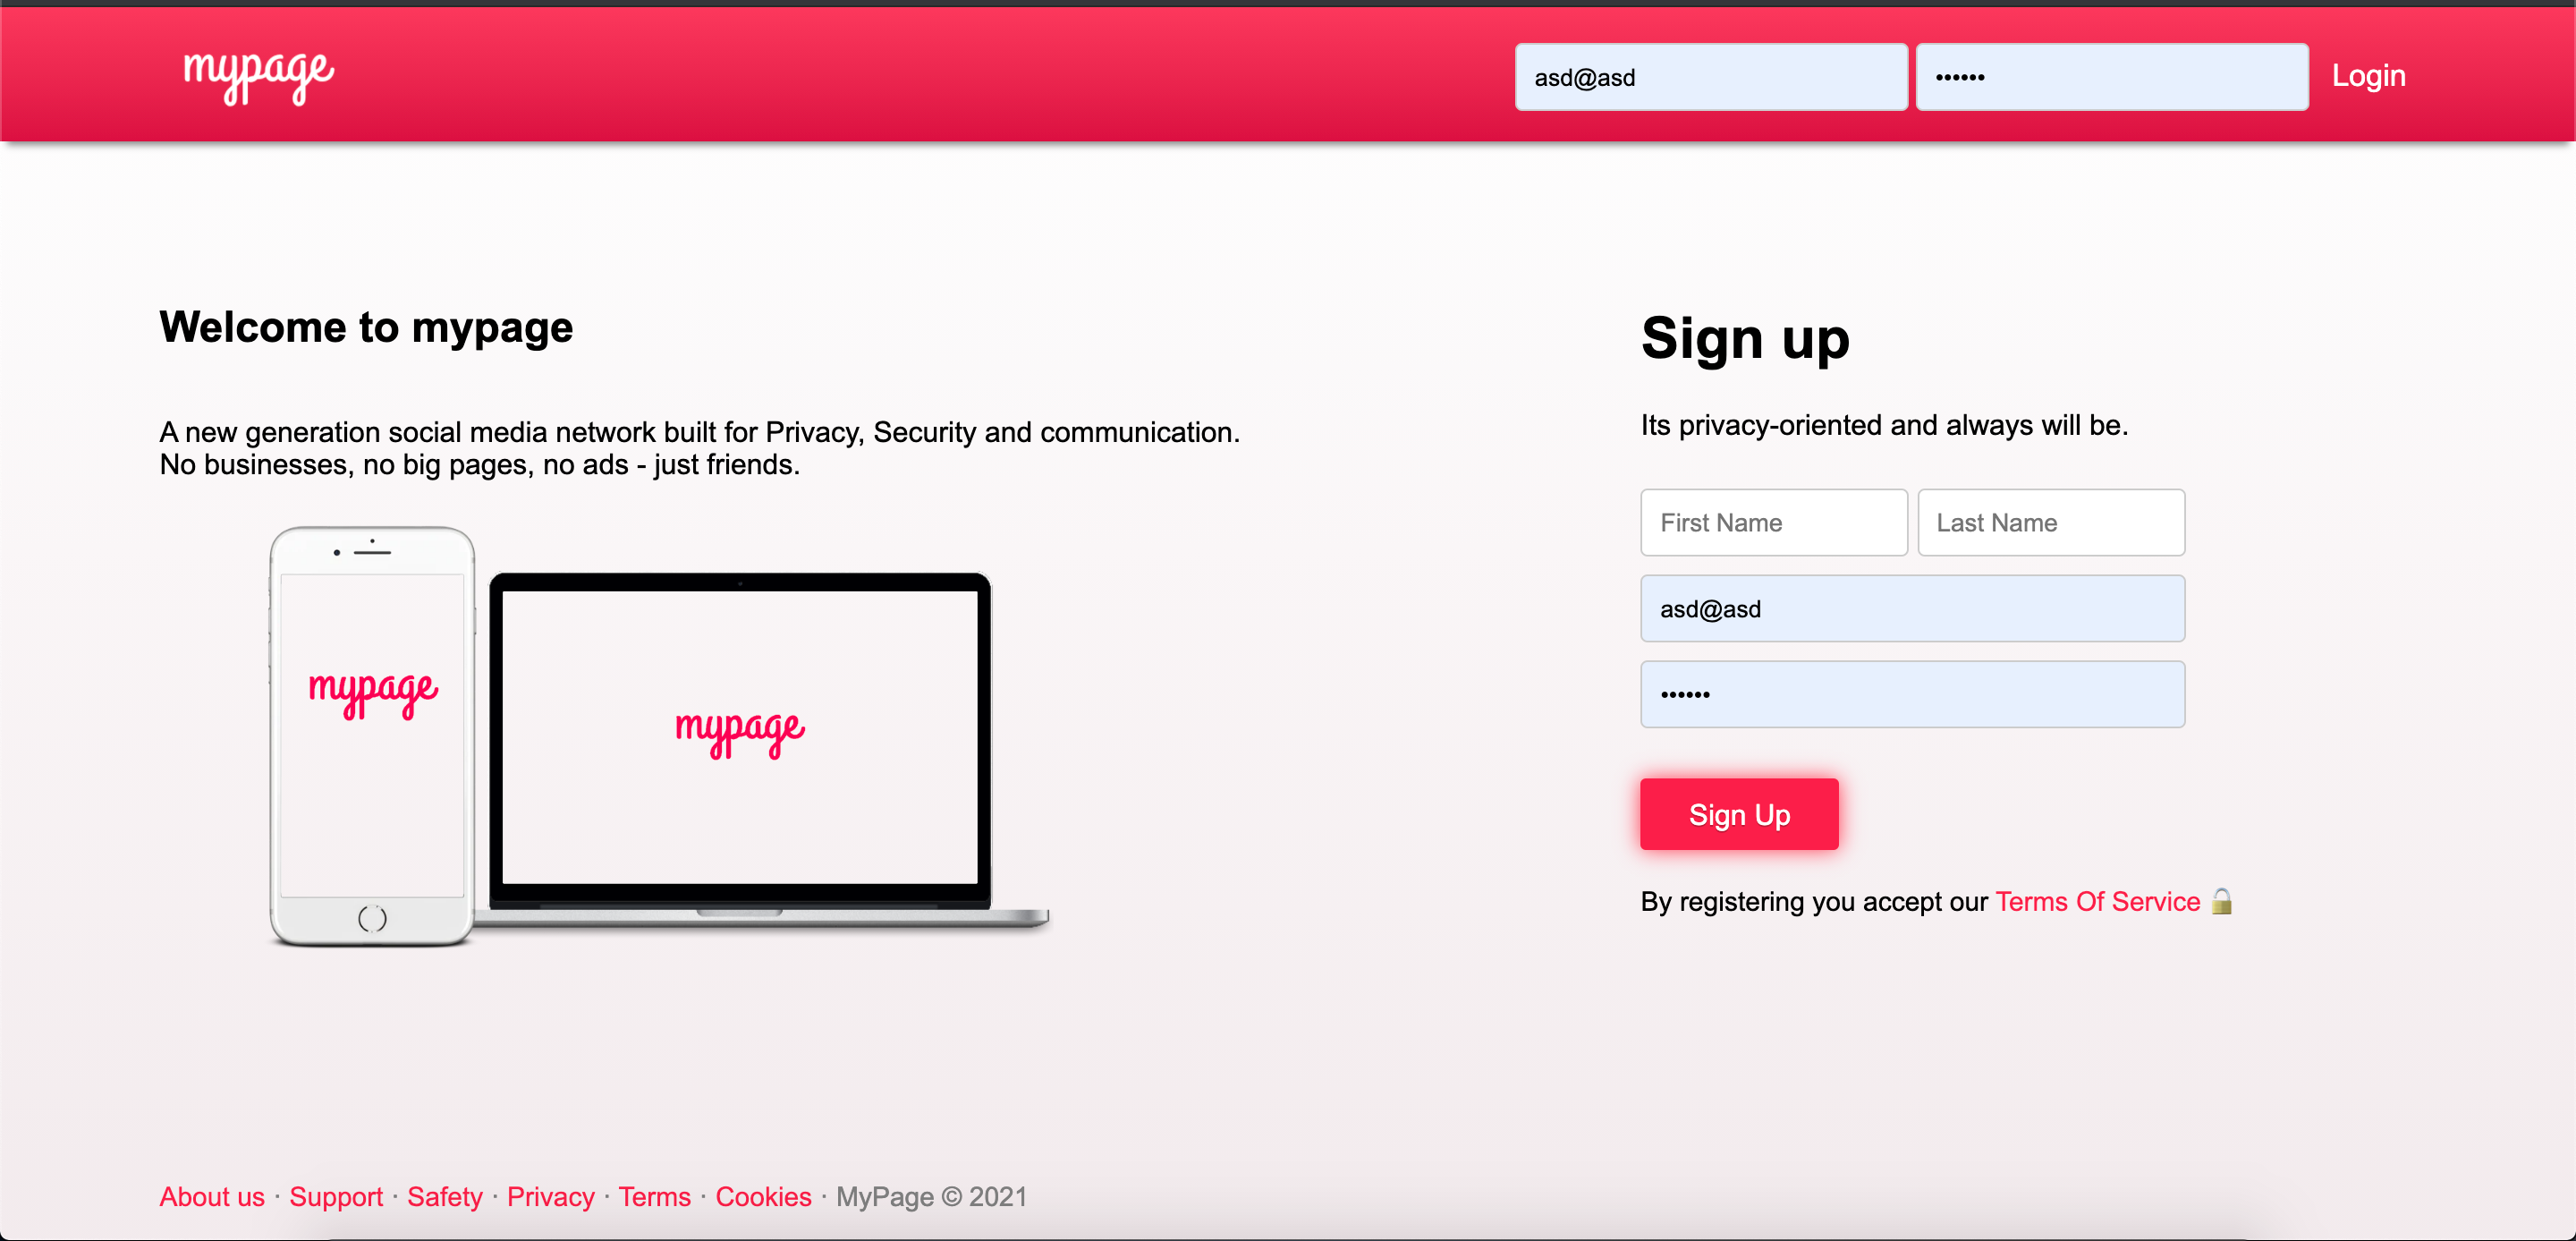 mypage
asd@asd •••••• Login
Welcome to mypage
A new generation social media network built for Privacy, Security and communication.
No businesses, no big pages, no ads - just friends.
mypage
mypage
Sign up
Its privacy-oriented and always will be.
First Name Last Name
asd@asd
••••••
Sign Up
By registering you accept our Terms Of Service 🔒
About us · Support · Safety · Privacy · Terms · Cookies · MyPage © 2021